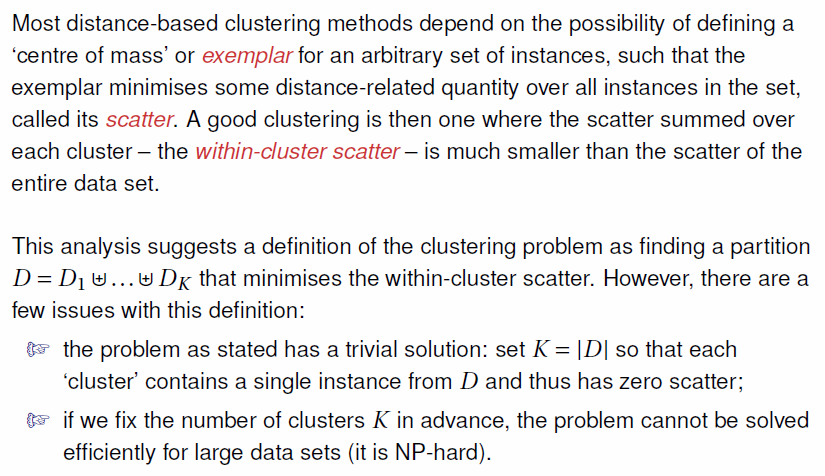 Most distance-based clustering methods depend on the possibility of defining a
‘centre of mass’ or exemplar for an arbitrary set of instances, such that the
exemplar minimises some distance-related quantity over all instances in the set,
called its scatter. A good clustering is then one where the scatter summed over
each cluster – the within-cluster scatter – is much smaller than the scatter of the
entire data set.
This analysis suggests a definition of the clustering problem as finding a partition
D = D₁ ⊎ … ⊎ D_K that minimises the within-cluster scatter. However, there are a
few issues with this definition:
the problem as stated has a trivial solution: set K = |D| so that each
‘cluster’ contains a single instance from D and thus has zero scatter;
if we fix the number of clusters K in advance, the problem cannot be solved
efficiently for large data sets (it is NP-hard).